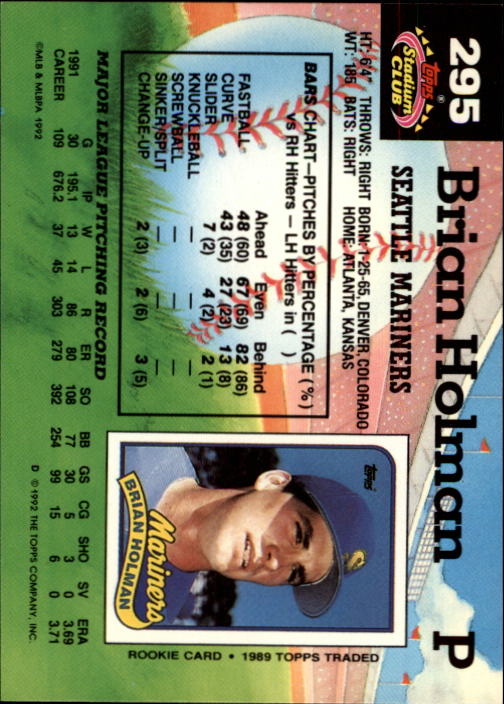 295
Topps®
Stadium
CLUB
Brian Holman P
SEATTLE MARINERS
HT: 6'4" THROWS: RIGHT BORN: 1-25-65, DENVER, COLORADO
WT: 185 BATS: RIGHT HOME: ATLANTA, KANSAS
BARS CHART—PITCHES BY PERCENTAGE (%)
vs RH Hitters — LH Hitters in ( )
Ahead Even Behind
FASTBALL 48 (60) 67 (69) 82 (86)
CURVE 43 (35) 27 (23) 13 (8)
SLIDER 7 (2) 4 (2) 2 (1)
KNUCKLEBALL — — —
SCREWBALL — — —
SINKER/SPLIT — — —
CHANGE-UP 2 (3) 2 (6) 3 (5)
Topps
Mariners
BRIAN HOLMAN
ROOKIE CARD • 1989 TOPPS TRADED
MAJOR LEAGUE PITCHING RECORD
G IP W L R ER SO BB GS CG SHO SV ERA
1991 30 195.1 13 14 86 80 108 77 30 5 3 0 3.69
CAREER 109 676.2 37 45 303 279 392 254 99 15 6 0 3.71
©MLB & MLBPA 1992
D ©1992 THE TOPPS COMPANY, INC.